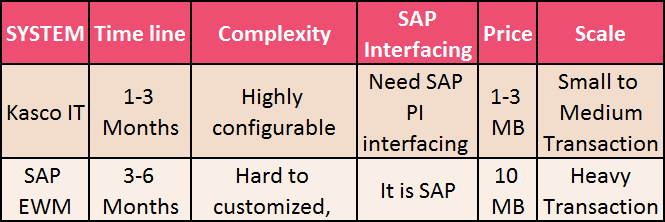 SYSTEM Time line Complexity SAP Interfacing Price Scale
Kasco IT 1-3 Months Highly configurable Need SAP PI interfacing 1-3 MB Small to Medium Transaction
SAP EWM 3-6 Months Hard to customized, It is SAP 10 MB Heavy Transaction